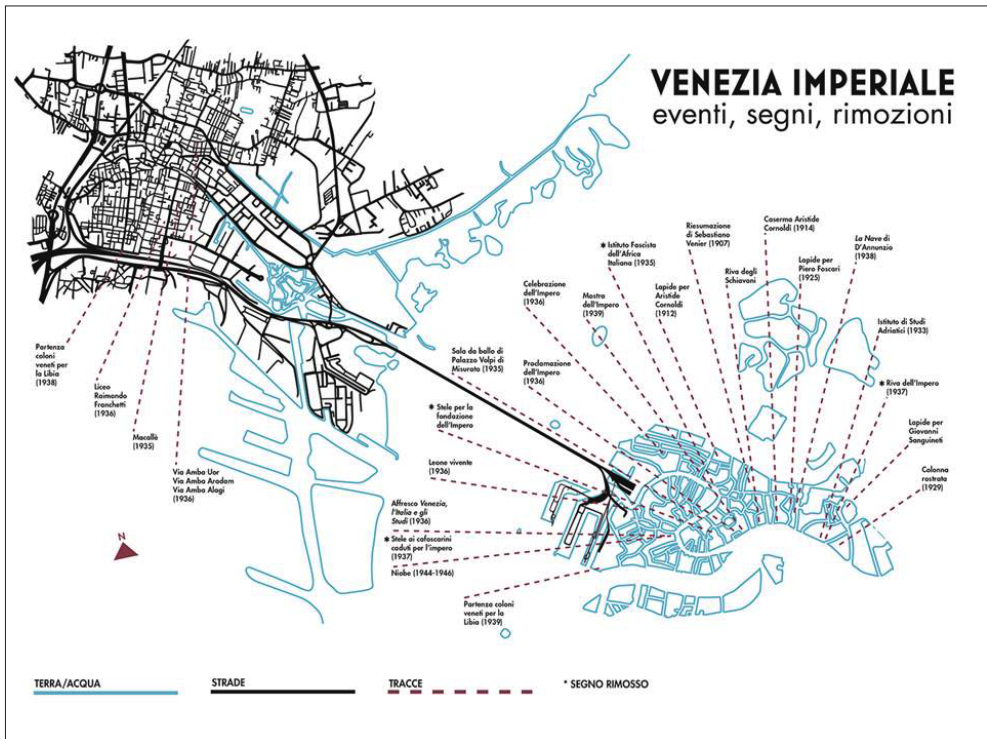 VENEZIA IMPERIALE
eventi, segni, rimozioni
Partenza
coloni
veneti per
la Libia
(1938)
Liceo
Raimondo
Franchetti
(1936)
Macallè
(1935)
Via Amba Uor
Via Amba Aradam
Via Amba Alagi
(1936)
* Stele per la
fondazione
dell'Impero
Leone vivente
(1936)
Affresco Venezia,
l'Italia e gli
Studi (1936)
* Stele ai cafoscarini
caduti per l'impero
(1937)
Niobe (1944-1946)
Partenza coloni
veneti per la
Libia (1939)
Sala da ballo di
Palazzo Volpi di
Misurata (1935)
Celebrazione
dell'Impero
(1936)
Proclamazione
dell'Impero
(1936)
Mostra
dell'Impero
(1939)
* Istituto Fascista
dell'Africa
Italiana (1935)
Lapide per
Aristide
Cornoldi
(1912)
Riesumazione
di Sebastiano
Venier (1907)
Riva degli
Schiavoni
Caserma Aristide
Cornoldi
(1914)
Lapide per
Piero Foscari
(1925)
La Nave di
D'Annunzio
(1938)
Istituto di Studi
Adriatici (1933)
* Riva dell'Impero
(1937)
Lapide per
Giovanni
Sanguineti
Colonna
rostrata
(1929)
N
TERRA/ACQUA
STRADE
TRACCE
* SEGNO RIMOSSO